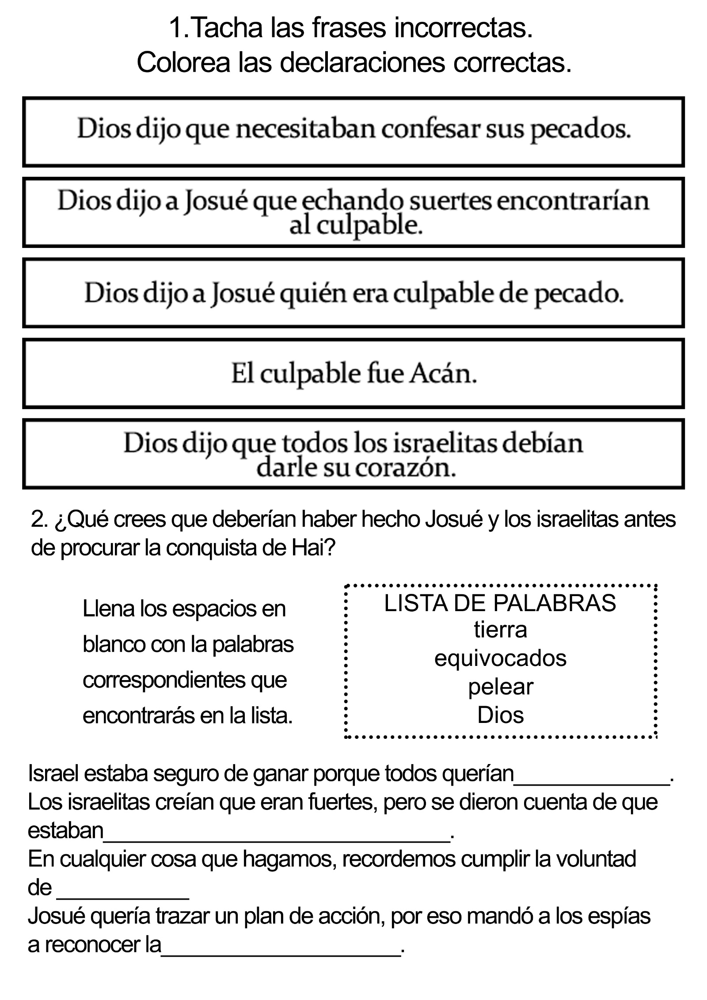 1.Tacha las frases incorrectas.
Colorea las declaraciones correctas.
Dios dijo que necesitaban confesar sus pecados.
Dios dijo a Josué que echando suertes encontrarían
al culpable.
Dios dijo a Josué quién era culpable de pecado.
El culpable fue Acán.
Dios dijo que todos los israelitas debían
darle su corazón.
2. ¿Qué crees que deberían haber hecho Josué y los israelitas antes
de procurar la conquista de Hai?
Llena los espacios en
blanco con la palabras
correspondientes que
encontrarás en la lista.
LISTA DE PALABRAS
tierra
equivocados
pelear
Dios
Israel estaba seguro de ganar porque todos querían____________.
Los israelitas creían que eran fuertes, pero se dieron cuenta de que
estaban__________________________.
En cualquier cosa que hagamos, recordemos cumplir la voluntad
de __________
Josué quería trazar un plan de acción, por eso mandó a los espías
a reconocer la__________________.